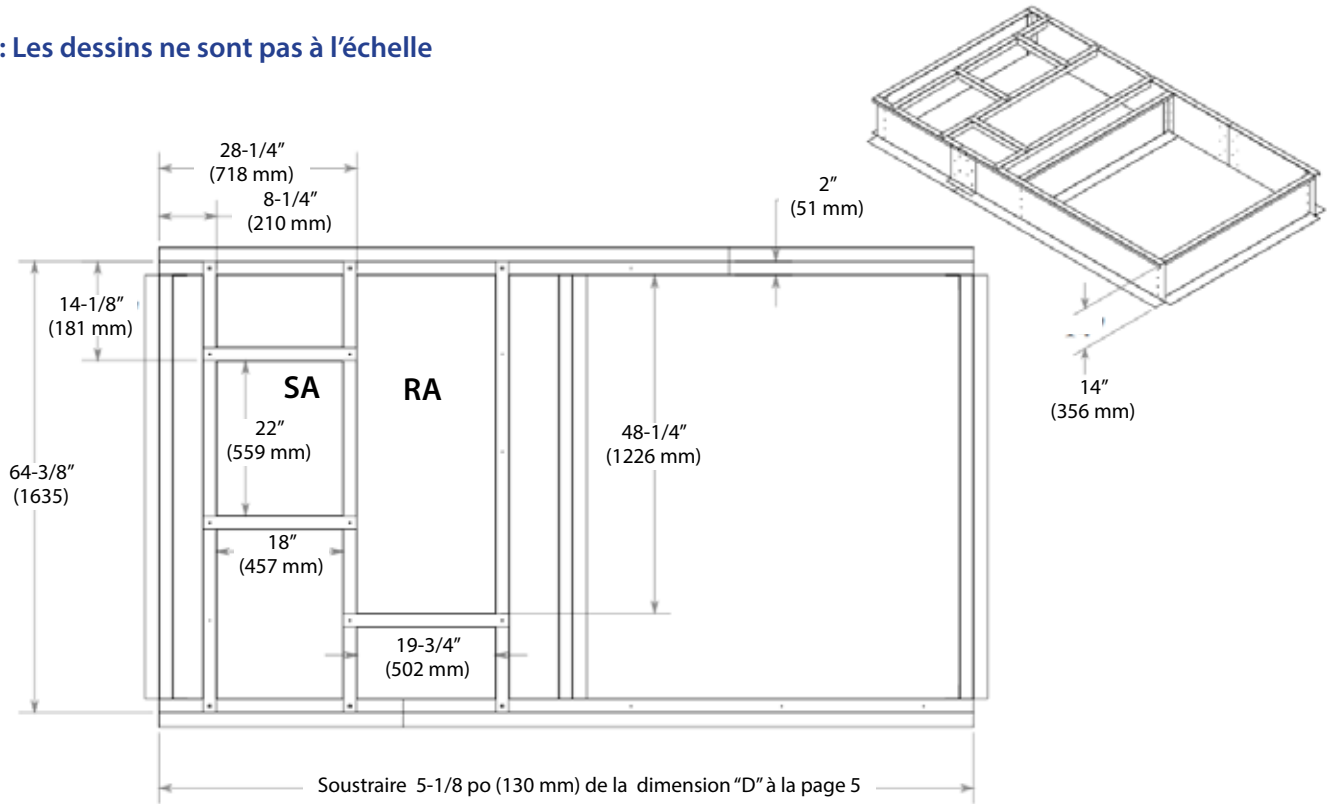 : Les dessins ne sont pas à l’échelle
28-1/4”
(718 mm)
8-1/4”
(210 mm)
2”
(51 mm)
14-1/8”
(181 mm)
SA
RA
22”
(559 mm)
48-1/4”
(1226 mm)
14”
(356 mm)
64-3/8”
(1635)
18”
(457 mm)
19-3/4”
(502 mm)
Soustraire 5-1/8 po (130 mm) de la dimension “D” à la page 5